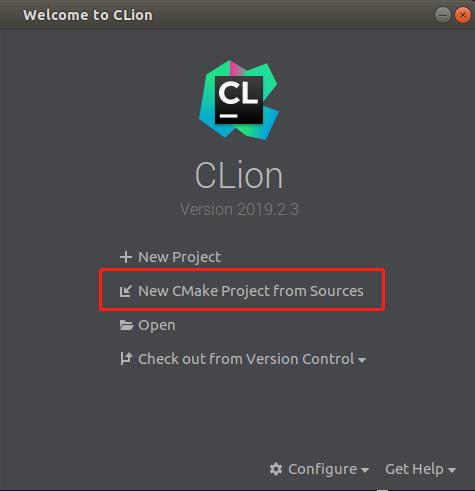 Welcome to CLion
CL
CLion
Version 2019.2.3
New Project
New CMake Project from Sources
Open
Check out from Version Control
Configure
Get Help